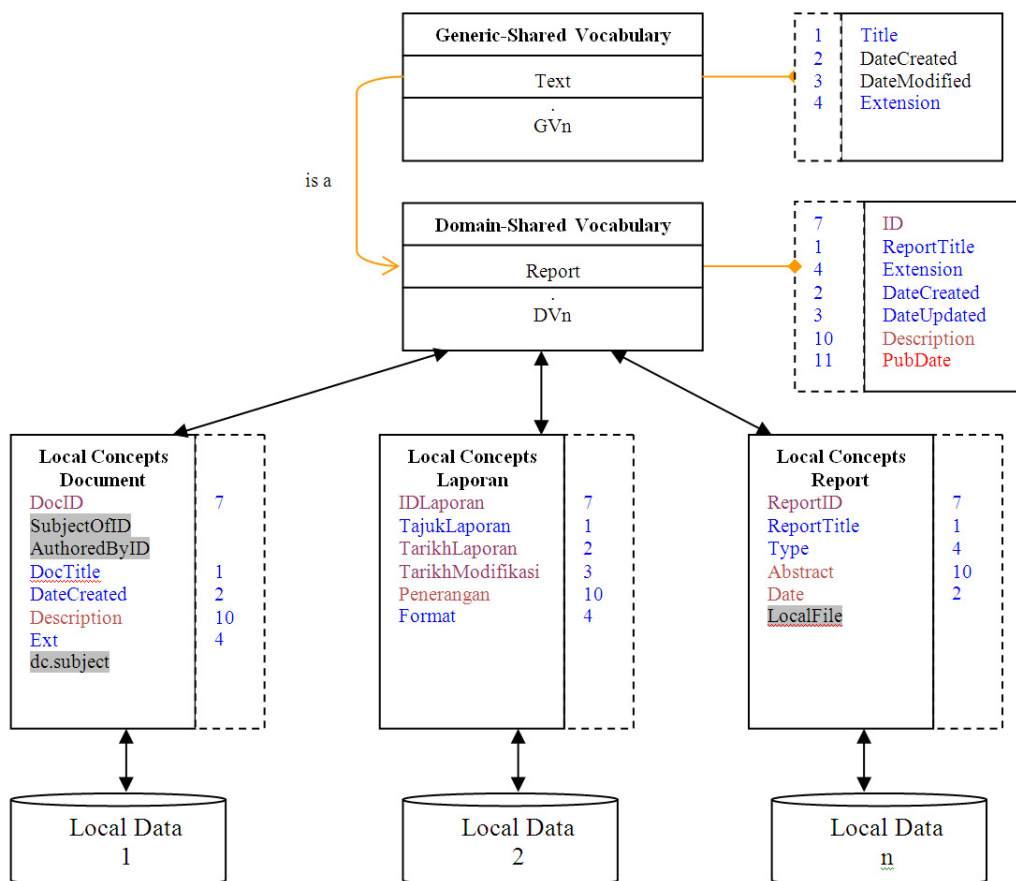 Generic-Shared Vocabulary
Text
.
GVn
1 Title
2 DateCreated
3 DateModified
4 Extension
is a
Domain-Shared Vocabulary
Report
.
DVn
7 ID
1 ReportTitle
4 Extension
2 DateCreated
3 DateUpdated
10 Description
11 PubDate
Local Concepts
Document
DocID 7
SubjectOfID
AuthoredByID
DocTitle 1
DateCreated 2
Description 10
Ext 4
dc.subject
Local Concepts
Laporan
IDLaporan 7
TajukLaporan 1
TarikhLaporan 2
TarikhModifikasi 3
Penerangan 10
Format 4
Local Concepts
Report
ReportID 7
ReportTitle 1
Type 4
Abstract 10
Date 2
LocalFile
Local Data
1
Local Data
2
Local Data
n